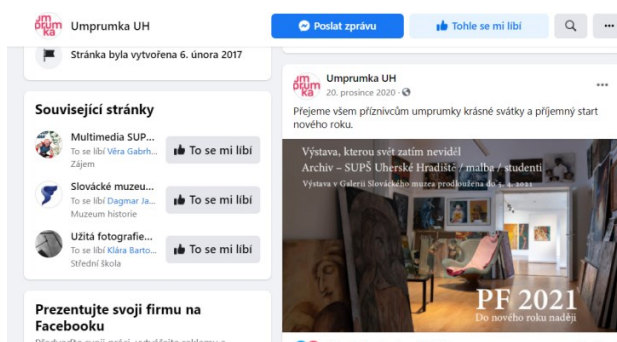 um
prum
ka
Umprumka UH
Poslat zprávu
Tohle se mi líbí
Stránka byla vytvořena 6. února 2017
Související stránky
Multimedia SUP...
To se líbí Věra Gabrh...
Zájem
To se mi líbí
Slovácké muzeu...
To se líbí Dagmar Ja...
Muzeum historie
To se mi líbí
Užitá fotografie...
To se líbí Klára Barto...
Střední škola
To se mi líbí
Prezentujte svoji firmu na
Facebooku
um
prum
ka
Umprumka UH
20. prosince 2020
Přejeme všem příznivcům umprumky krásné svátky a příjemný start
nového roku.
Výstava, kterou svět zatím neviděl
Archiv – SUPŠ Uherské Hradiště / malba / studenti
Výstava v Galerii Slováckého muzea prodloužena do 5. 2. 2021
PF 2021
Do nového roku nadějí